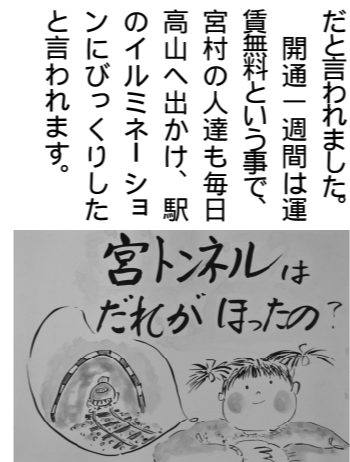 だと言われました。
　開通一週間は運
賃無料という事で、
宮村の人達も毎日
高山へ出かけ、駅
のイルミネーショ
ンにびっくりした
と言われます。
宮トンネルは
だれがほったの？